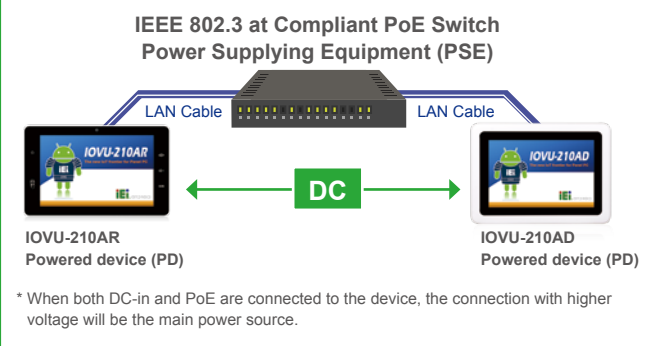 IEEE 802.3 at Compliant PoE Switch
Power Supplying Equipment (PSE)
LAN Cable
LAN Cable
IOVU-210AR
IOVU-210AD
DC
iEi
iEi
IOVU-210AR
Powered device (PD)
IOVU-210AD
Powered device (PD)
* When both DC-in and PoE are connected to the device, the connection with higher
voltage will be the main power source.